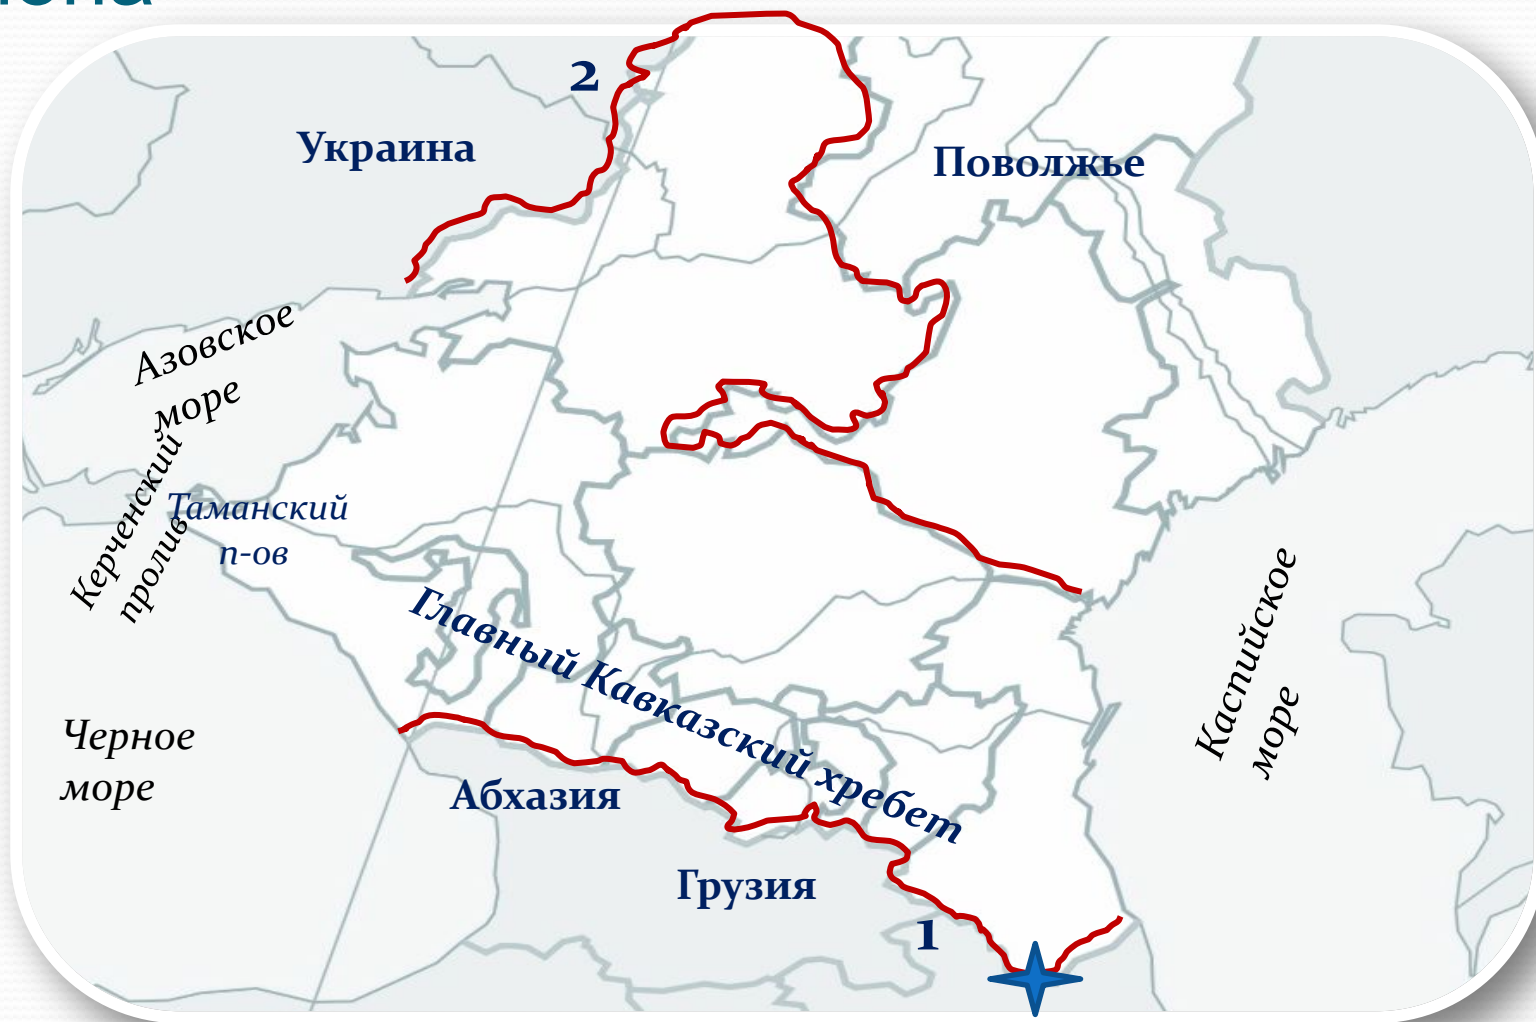 2
Украина
Поволжье
Азовское
море
Керченский
пролив
Таманский
п-ов
Главный Кавказский хребет
Каспийское
море
Черное
море
Абхазия
Грузия
1